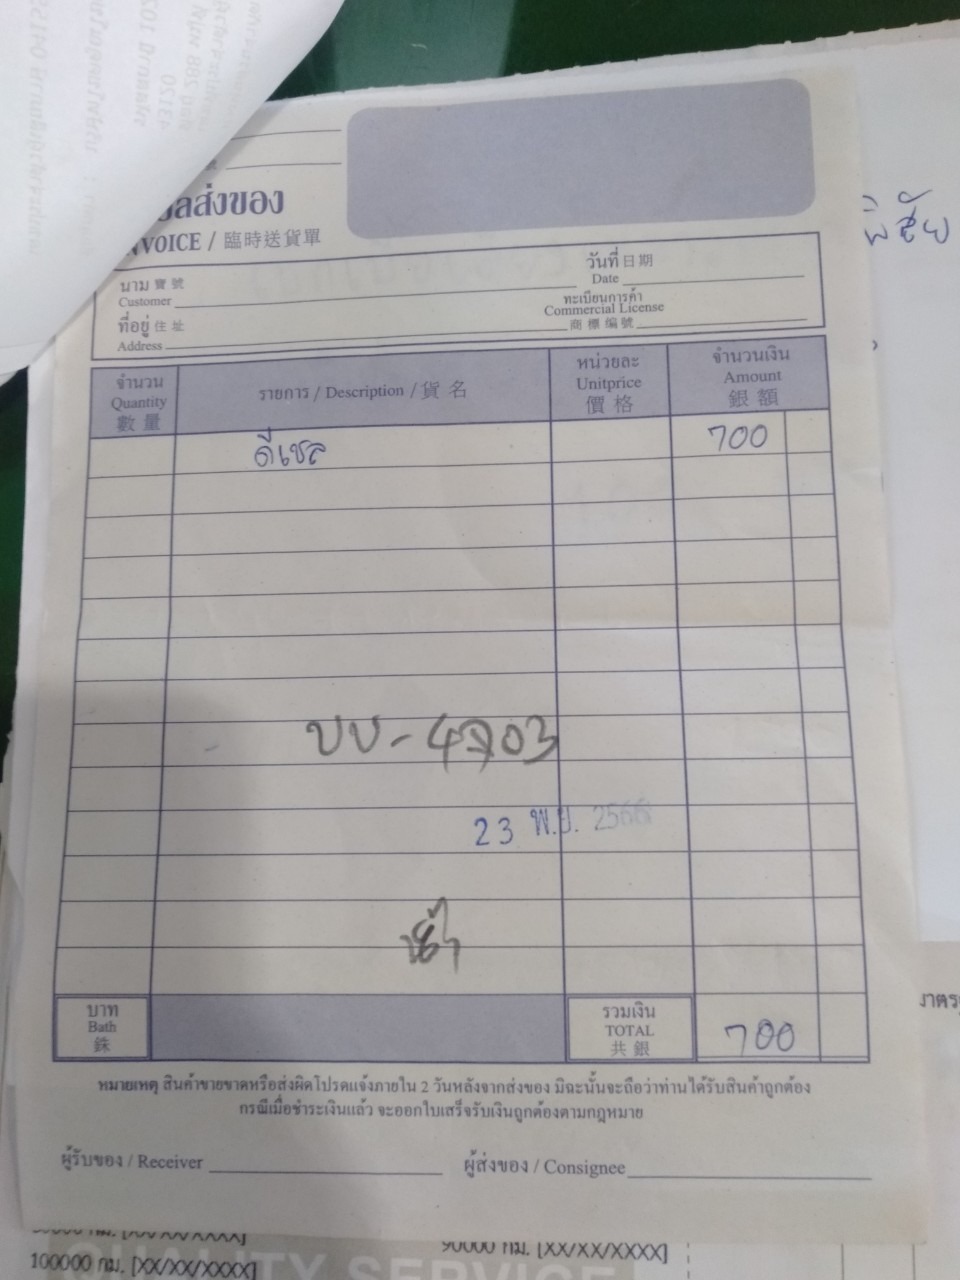 ลส่งของ
VOICE / 臨時送貨單
นาม 寶號
Customer
วันที่ 日期
Date
ที่อยู่ 住址
Address
ทะเบียนการค้า
Commercial License
商標編號
จำนวน
Quantity
數量
รายการ / Description / 貨名
หน่วยละ
Unitprice
價格
จำนวนเงิน
Amount
銀額
ดีเซล 700
บบ-4703
23 พ.ย. 2566
บาท
Bath
銖
รวมเงิน
TOTAL
共銀
700
หมายเหตุ สินค้าขายขาดหรือส่งผิดโปรดแจ้งภายใน 2 วันหลังจากส่งของ มิฉะนั้นจะถือว่าท่านได้รับสินค้าถูกต้อง
กรณีเมื่อชำระเงินแล้ว จะออกใบเสร็จรับเงินถูกต้องตามกฎหมาย
ผู้รับของ / Receiver
ผู้ส่งของ / Consignee
90000 กม. [XX/XX/XXXX]
100000 กม. [XX/XX/XXXX]
QUALITY SERVICE